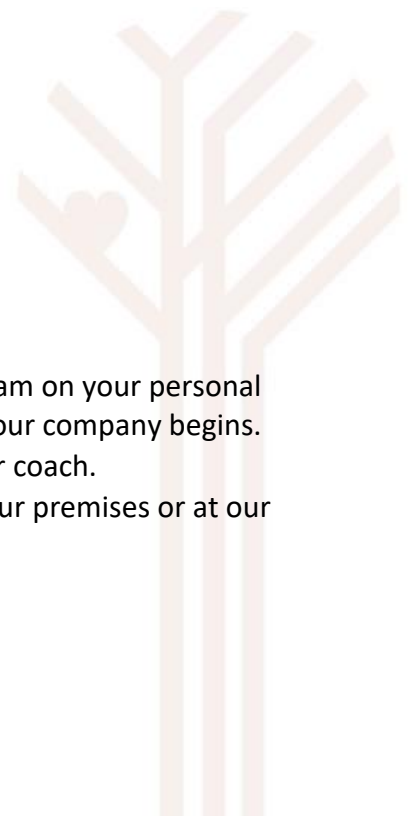 am on your personal
our company begins.
r coach.
ur premises or at our